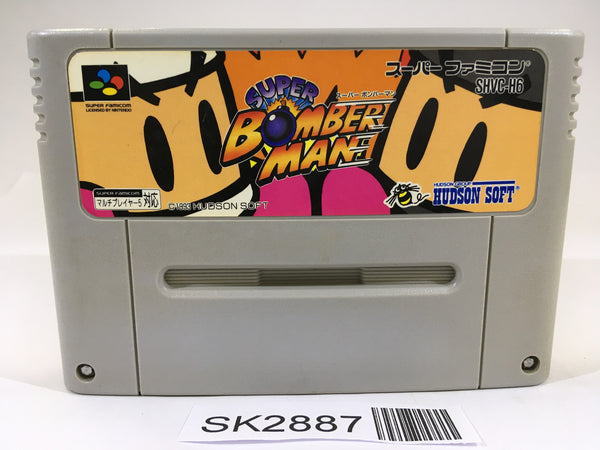 SUPER FAMICOM
LICENSED BY NINTENDO
SUPER
BOMBER
MAN
スーパー ボンバーマン
スーパー ファミコン
SHVC-H6
SUPER FAMICOM
マルチプレイヤー5 対応
© 1993 HUDSON SOFT
HUDSON GROUP
HUDSON SOFT®
SK2887